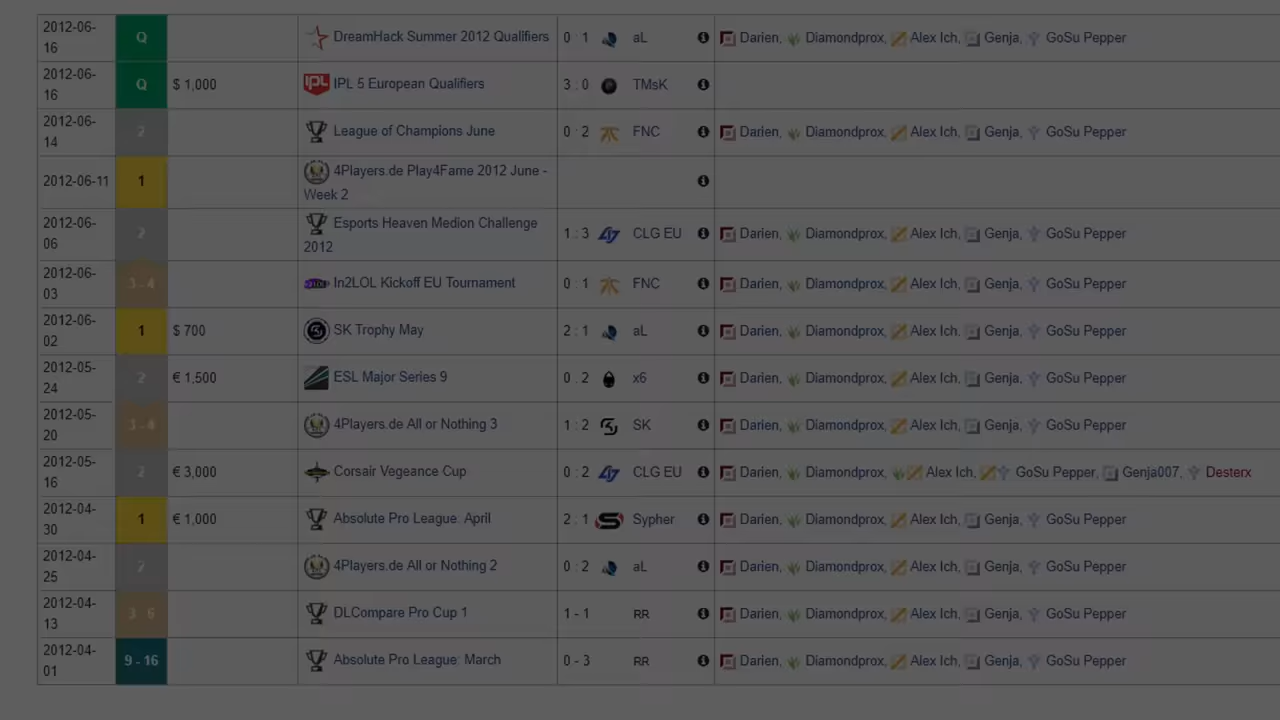 2012-06-16 Q DreamHack Summer 2012 Qualifiers 0 : 1 aL Darien, Diamondprox, Alex Ich, Genja, GoSu Pepper
2012-06-16 Q $ 1,000 IPL 5 European Qualifiers 3 : 0 TMsK
2012-06-14 2 League of Champions June 0 : 2 FNC Darien, Diamondprox, Alex Ich, Genja, GoSu Pepper
2012-06-11 1 4Players.de Play4Fame 2012 June - Week 2
2012-06-06 2 Esports Heaven Medion Challenge 2012 1 : 3 CLG EU Darien, Diamondprox, Alex Ich, Genja, GoSu Pepper
2012-06-03 3 - 4 In2LOL Kickoff EU Tournament 0 : 1 FNC Darien, Diamondprox, Alex Ich, Genja, GoSu Pepper
2012-06-02 1 $ 700 SK Trophy May 2 : 1 aL Darien, Diamondprox, Alex Ich, Genja, GoSu Pepper
2012-05-24 2 € 1,500 ESL Major Series 9 0 : 2 x6 Darien, Diamondprox, Alex Ich, Genja, GoSu Pepper
2012-05-20 3 - 4 4Players.de All or Nothing 3 1 : 2 SK Darien, Diamondprox, Alex Ich, Genja, GoSu Pepper
2012-05-16 2 € 3,000 Corsair Vegeance Cup 0 : 2 CLG EU Darien, Diamondprox, Alex Ich, GoSu Pepper, Genja007, Desterx
2012-04-30 1 € 1,000 Absolute Pro League: April 2 : 1 Sypher Darien, Diamondprox, Alex Ich, Genja, GoSu Pepper
2012-04-25 2 4Players.de All or Nothing 2 0 : 2 aL Darien, Diamondprox, Alex Ich, Genja, GoSu Pepper
2012-04-13 3 - 6 DLCompare Pro Cup 1 1 - 1 RR Darien, Diamondprox, Alex Ich, Genja, GoSu Pepper
2012-04-01 9 - 16 Absolute Pro League: March 0 - 3 RR Darien, Diamondprox, Alex Ich, Genja, GoSu Pepper